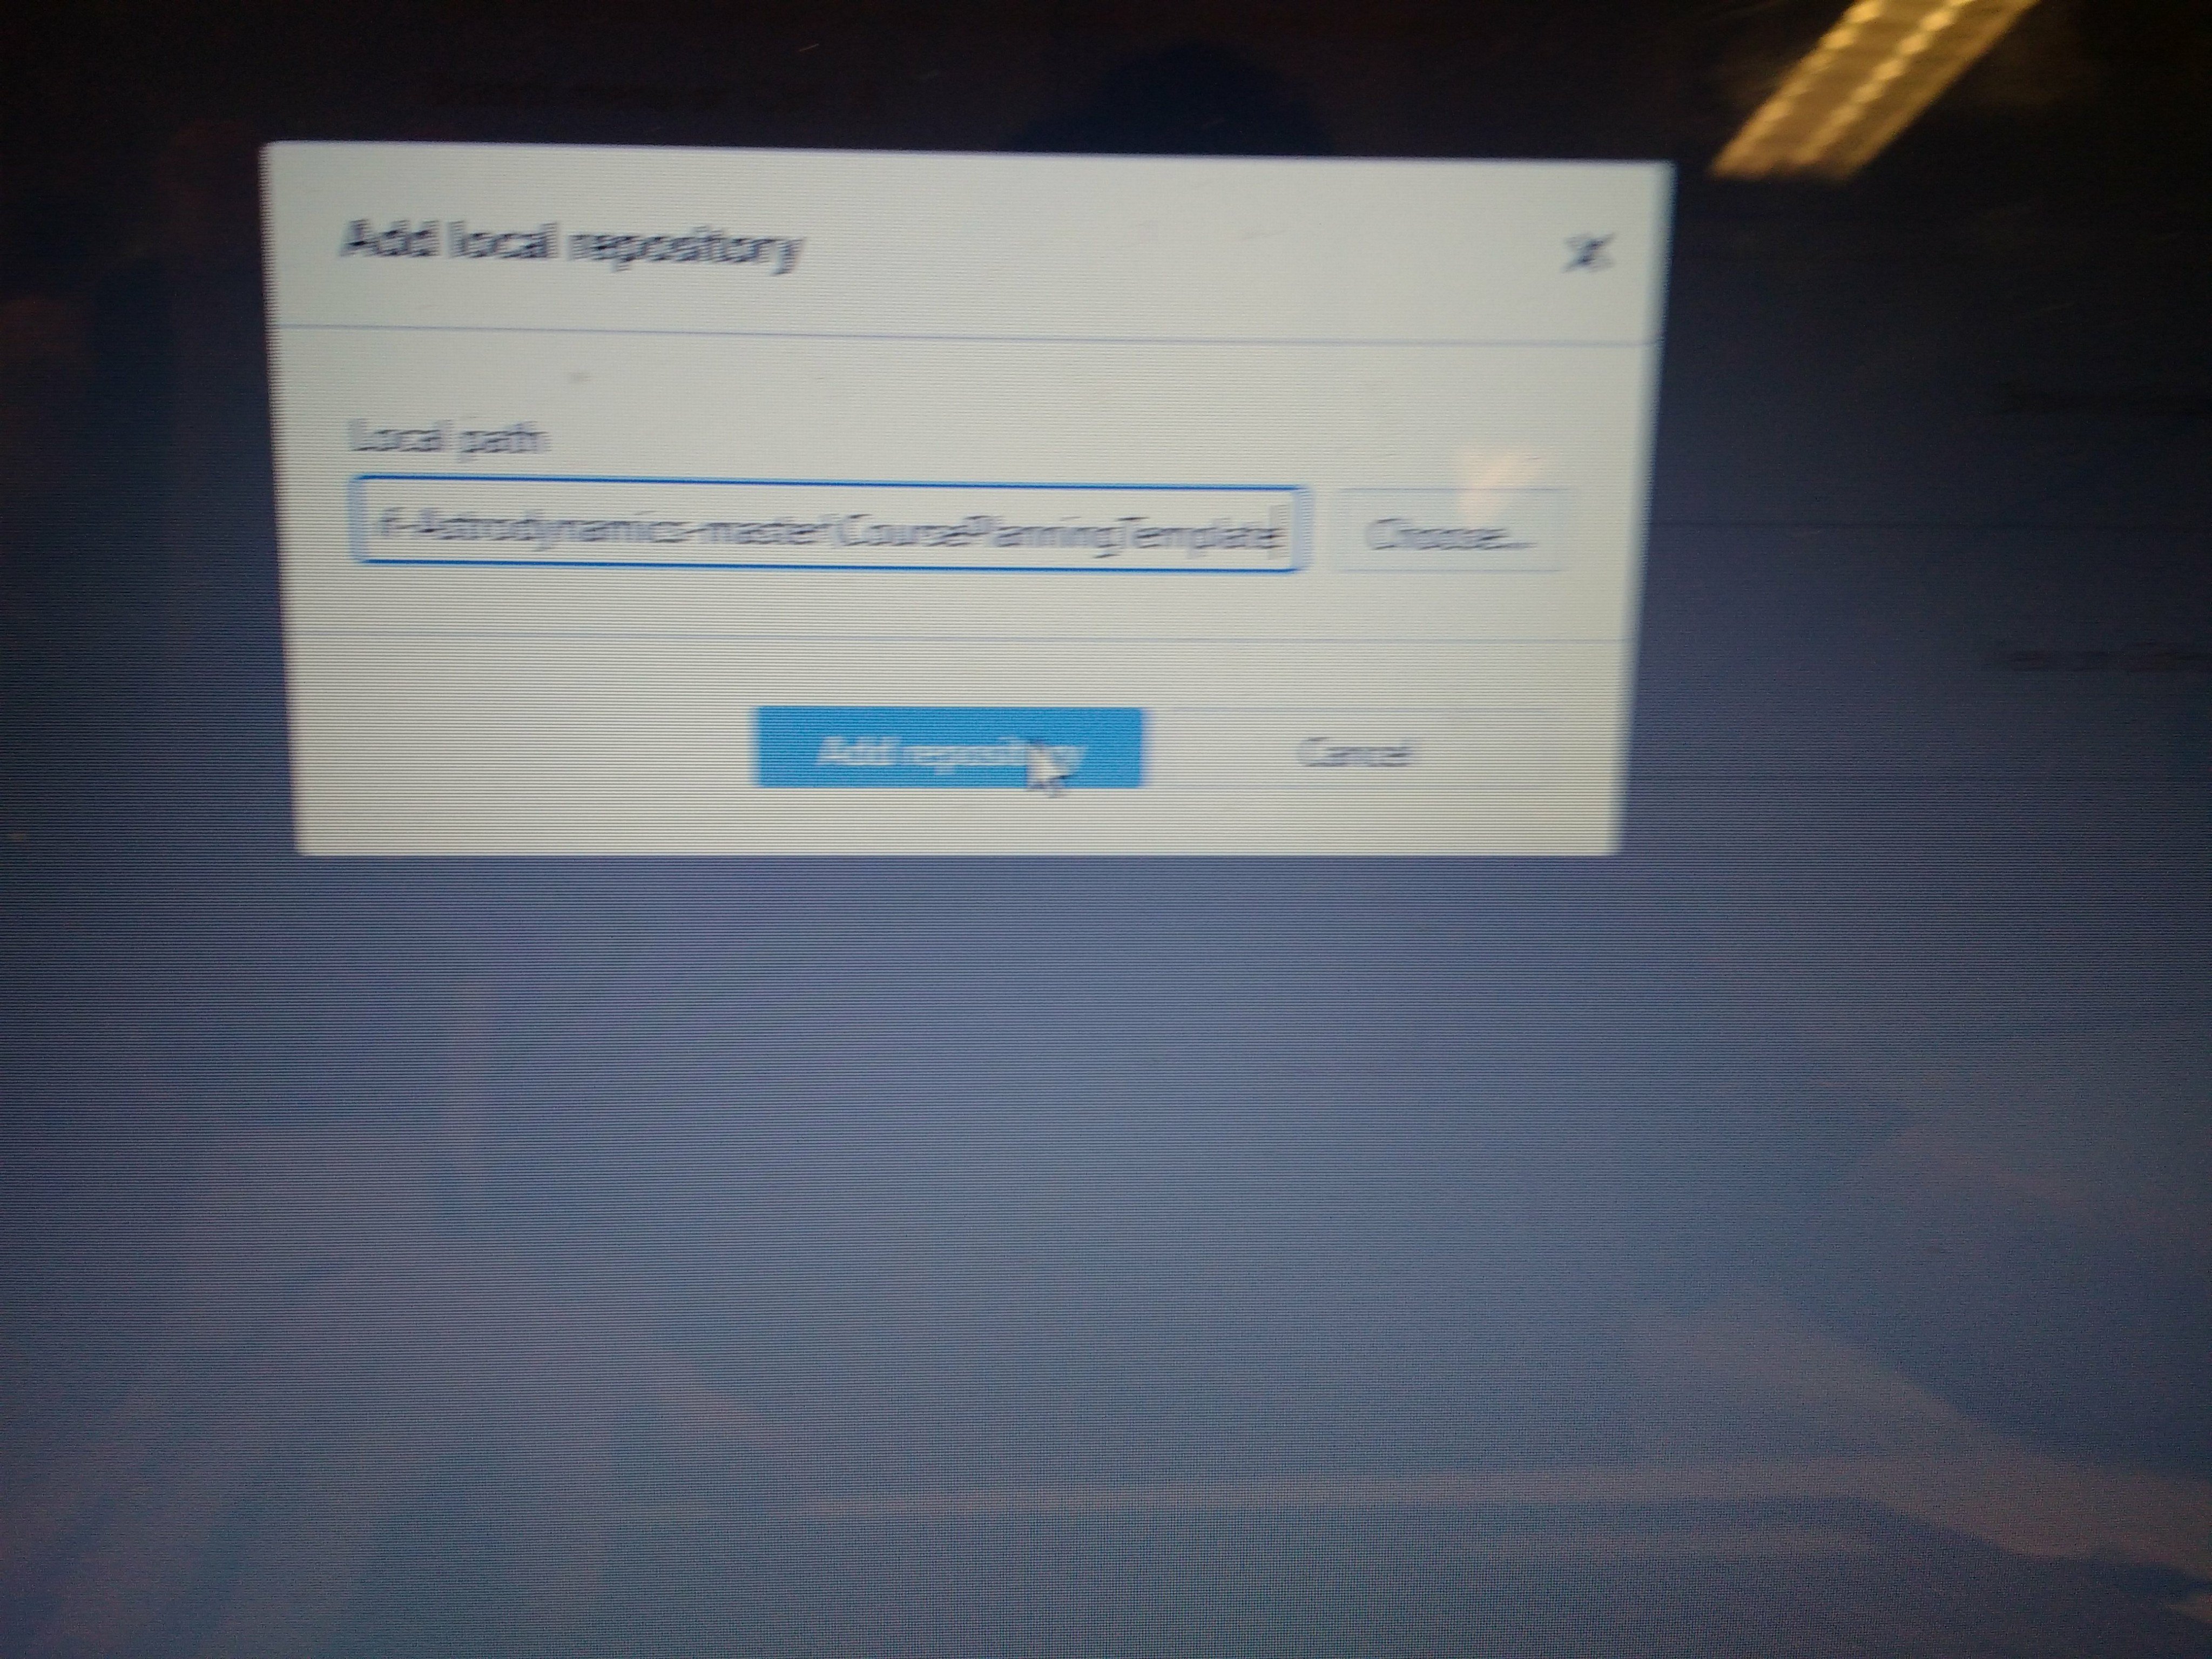 Add local repository
Local path
f-Astrodynamics-master\CoursePlanningTemplate
Choose...
Add repository
Cancel